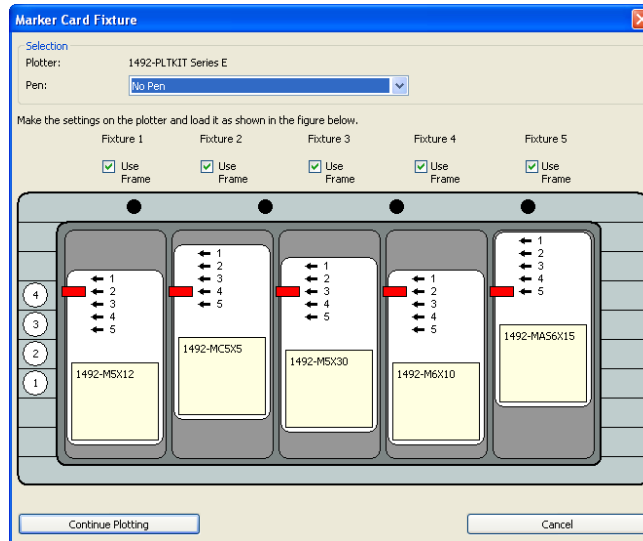 Marker Card Fixture
Selection
Plotter: 1492-PLTKIT Series E
Pen: No Pen
Make the settings on the plotter and load it as shown in the figure below.
Fixture 1 Fixture 2 Fixture 3 Fixture 4 Fixture 5
Use Frame Use Frame Use Frame Use Frame Use Frame
4
3
2
1
1
2
3
4
5
1492-M5X12
1
2
3
4
5
1492-MC5X5
1
2
3
4
5
1492-M5X30
1
2
3
4
5
1492-M6X10
1
2
3
4
5
1492-MAS6X15
Continue Plotting Cancel